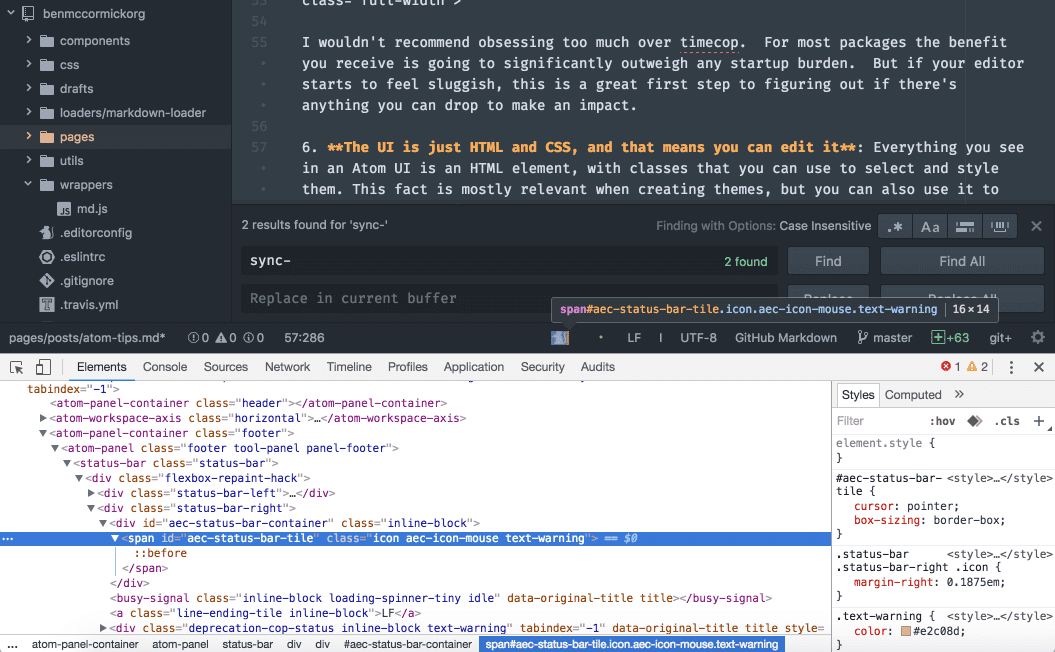 benmccormickorg
components
css
drafts
loaders/markdown-loader
pages
utils
wrappers
md.js
.editorconfig
.eslintrc
.gitignore
.travis.yml
53 class="full-width">
54
55 I wouldn't recommend obsessing too much over timecop. For most packages the benefit
you receive is going to significantly outweigh any startup burden. But if your editor
starts to feel sluggish, this is a great first step to figuring out if there's
anything you can drop to make an impact.
56
57 6. **The UI is just HTML and CSS, and that means you can edit it**: Everything you see
in an Atom UI is an HTML element, with classes that you can use to select and style
them. This fact is mostly relevant when creating themes, but you can also use it to
2 results found for 'sync-' Finding with Options: Case Insensitive .* Aa
sync- 2 found Find Find All
Replace in current buffer Replace Replace All
span#aec-status-bar-tile.icon.aec-icon-mouse.text-warning 16×14
pages/posts/atom-tips.md* 0 0 0 57:286 LF I UTF-8 GitHub Markdown master +63 git+
Elements Console Sources Network Timeline Profiles Application Security Audits 1 2
tabindex="-1">
<atom-panel-container class="header"></atom-panel-container>
<atom-workspace-axis class="horizontal">…</atom-workspace-axis>
<atom-panel-container class="footer">
<atom-panel class="footer tool-panel panel-footer">
<status-bar class="status-bar">
<div class="flexbox-repaint-hack">
<div class="status-bar-left">…</div>
<div class="status-bar-right">
<div id="aec-status-bar-container" class="inline-block">
… <span id="aec-status-bar-tile" class="icon aec-icon-mouse text-warning"> == $0
::before
</span>
</div>
<busy-signal class="inline-block loading-spinner-tiny idle" data-original-title title></busy-signal>
<a class="line-ending-tile inline-block">LF</a>
<div class="deprecation-cop-status inline-block text-warning" tabindex="-1" data-original-title title style=
… atom-panel-container atom-panel status-bar div div #aec-status-bar-container span#aec-status-bar-tile.icon.aec-icon-mouse.text-warning
Styles Computed »
Filter :hov .cls +
element.style {
}
#aec-status-bar- <style>…</style>
tile {
cursor: pointer;
box-sizing: border-box;
}
.status-bar <style>…</style>
.status-bar-right .icon {
margin-right: 0.1875em;
}
.text-warning { <style>…</style>
color: #e2c08d;
}